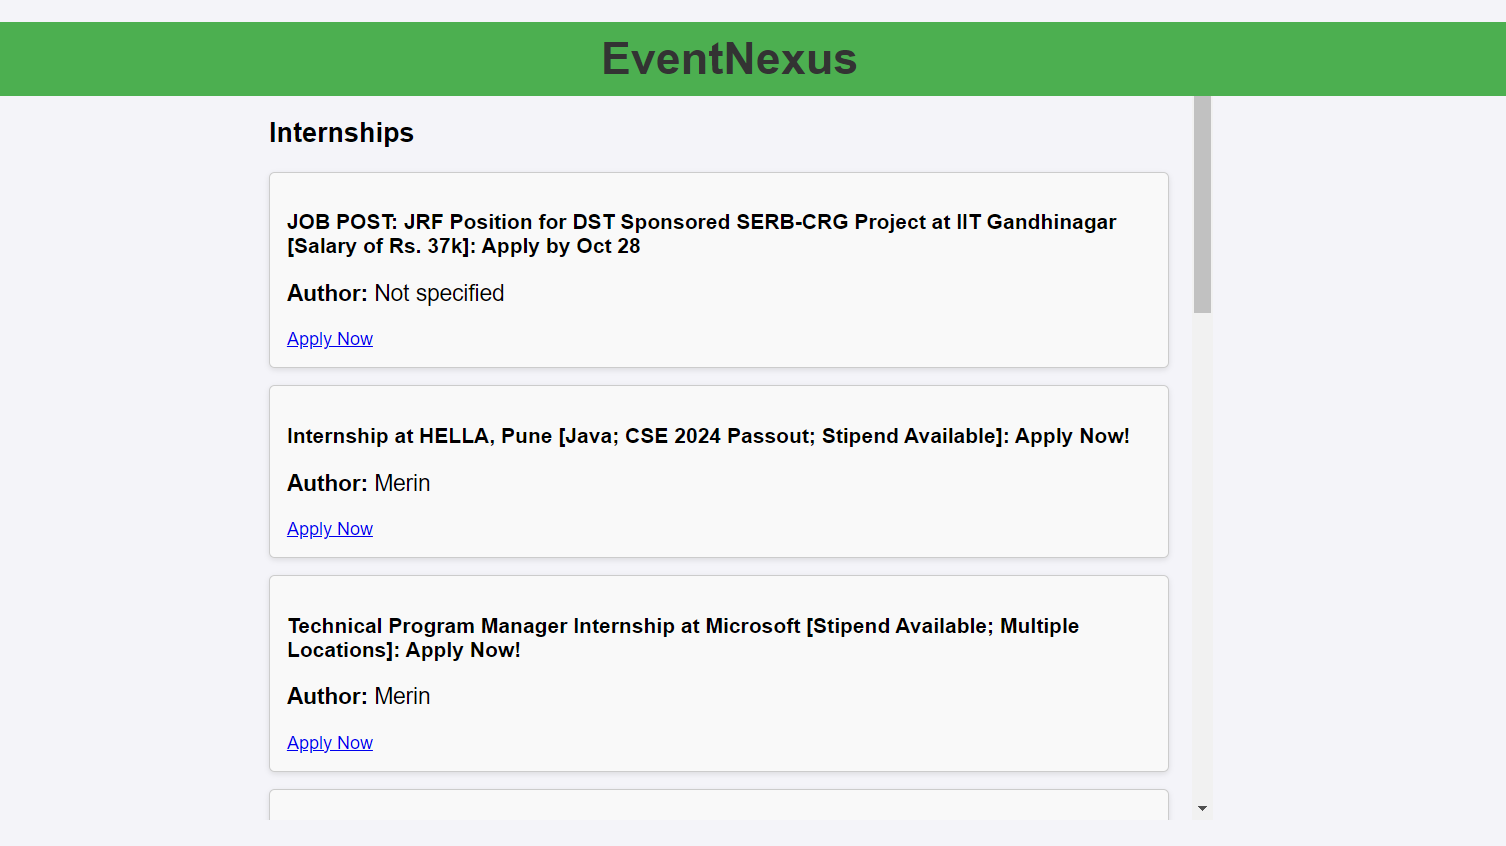 EventNexus
Internships
JOB POST: JRF Position for DST Sponsored SERB-CRG Project at IIT Gandhinagar
[Salary of Rs. 37k]: Apply by Oct 28
Author: Not specified
Apply Now
Internship at HELLA, Pune [Java; CSE 2024 Passout; Stipend Available]: Apply Now!
Author: Merin
Apply Now
Technical Program Manager Internship at Microsoft [Stipend Available; Multiple
Locations]: Apply Now!
Author: Merin
Apply Now